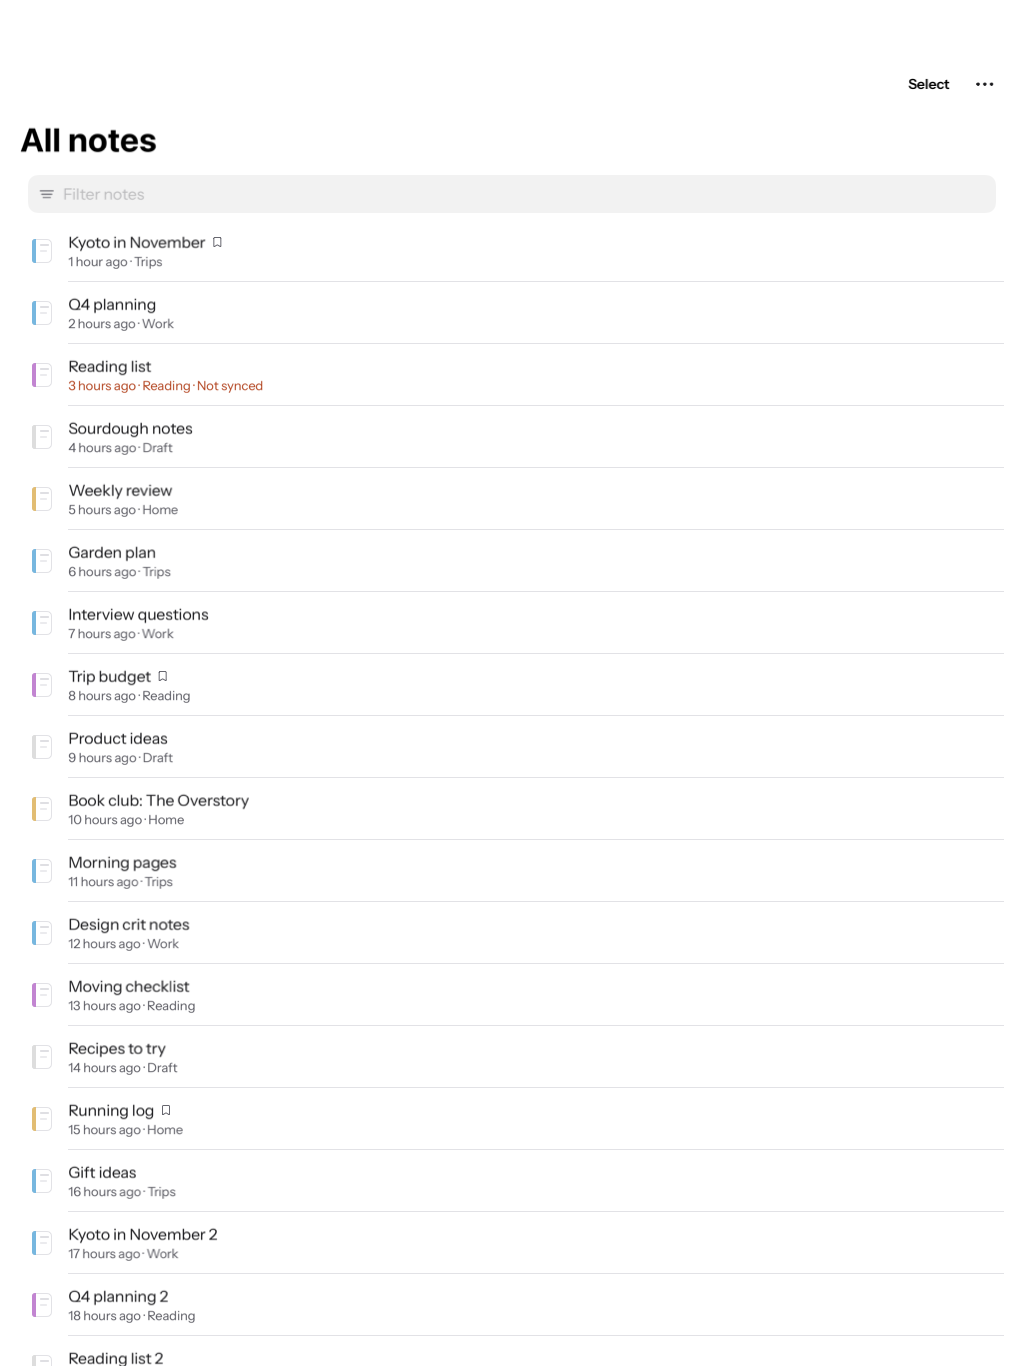 Select
All notes
Filter notes
Kyoto in November
1 hour ago · Trips
Q4 planning
2 hours ago · Work
Reading list
3 hours ago · Reading · Not synced
Sourdough notes
4 hours ago · Draft
Weekly review
5 hours ago · Home
Garden plan
6 hours ago · Trips
Interview questions
7 hours ago · Work
Trip budget
8 hours ago · Reading
Product ideas
9 hours ago · Draft
Book club: The Overstory
10 hours ago · Home
Morning pages
11 hours ago · Trips
Design crit notes
12 hours ago · Work
Moving checklist
13 hours ago · Reading
Recipes to try
14 hours ago · Draft
Running log
15 hours ago · Home
Gift ideas
16 hours ago · Trips
Kyoto in November 2
17 hours ago · Work
Q4 planning 2
18 hours ago · Reading
Reading list 2